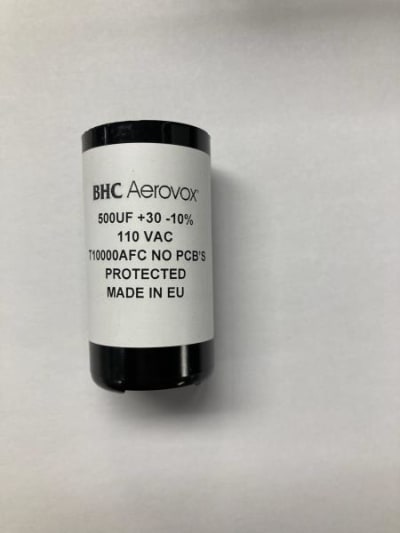 BHC Aerovox
500UF +30 -10%
110 VAC
T10000AFC NO PCB'S
PROTECTED
MADE IN EU